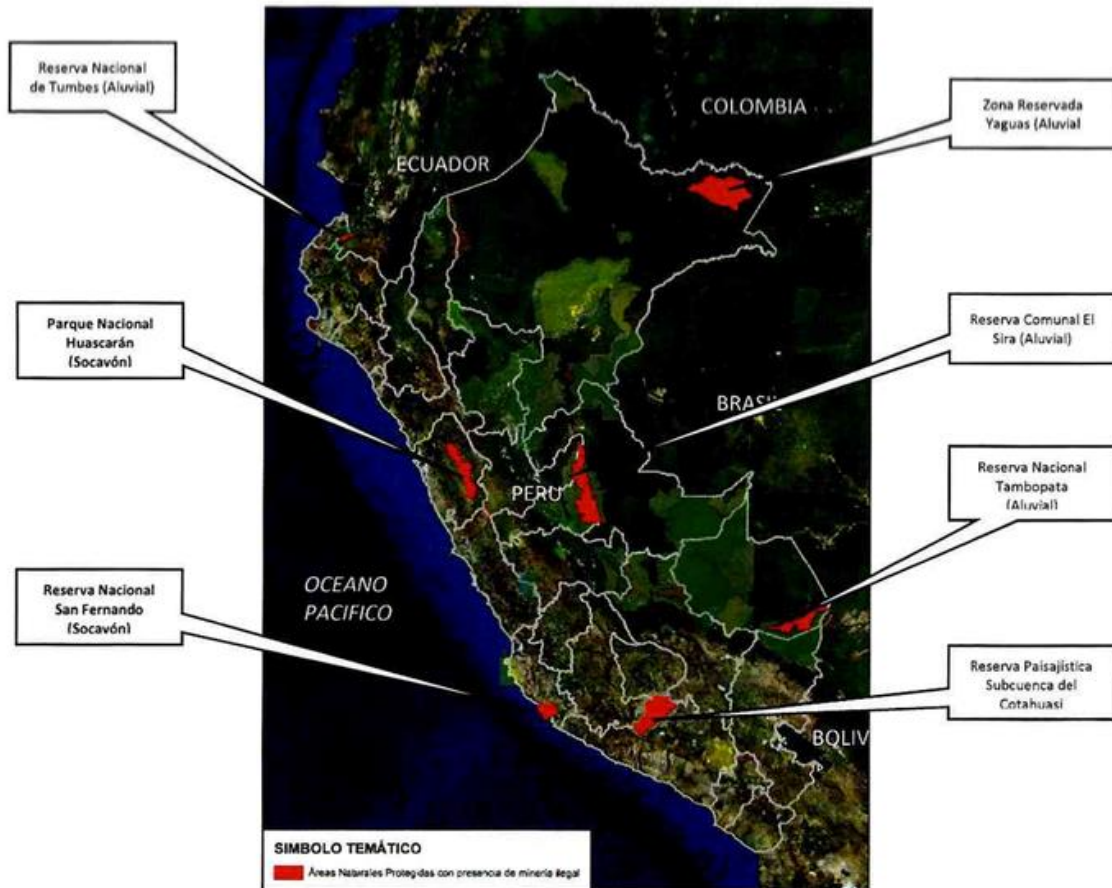 Reserva Nacional
de Tumbes (Aluvial)
COLOMBIA
Zona Reservada
Yaguas (Aluvial
ECUADOR
Parque Nacional
Huascarán
(Socavón)
Reserva Comunal El
Sira (Aluvial)
BRASIL
Reserva Nacional
Tambopata
(Aluvial)
PERU
OCEANO
PACIFICO
Reserva Nacional
San Fernando
(Socavón)
Reserva Paisajística
Subcuenca del
Cotahuasi
BOLIV
SIMBOLO TEMÁTICO
Áreas Naturales Protegidas con presencia de minería ilegal